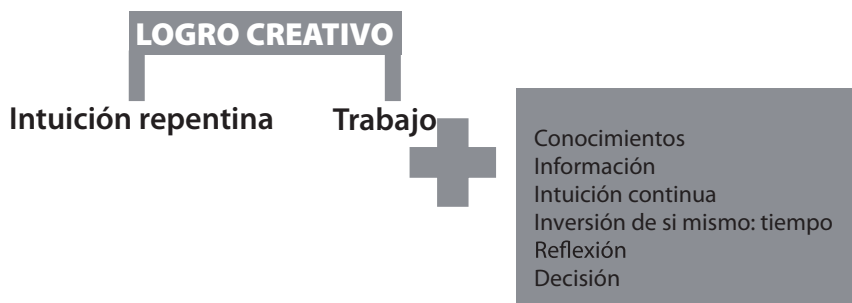 LOGRO CREATIVO
Intuición repentina
Trabajo
Conocimientos
Información
Intuición continua
Inversión de si mismo: tiempo
Reflexión
Decisión